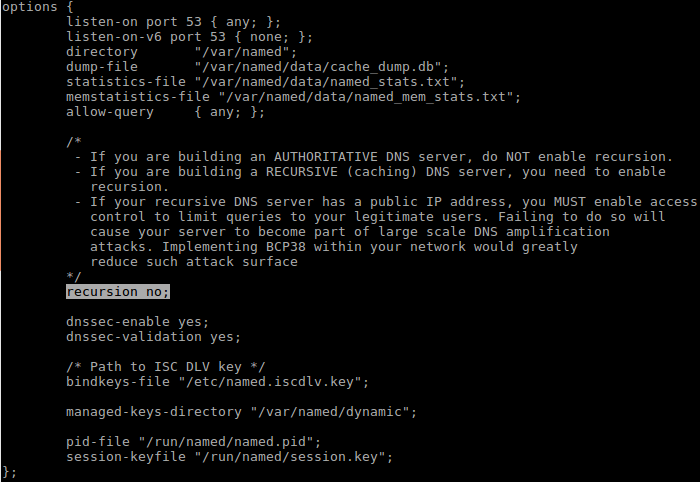 options {
        listen-on port 53 { any; };
        listen-on-v6 port 53 { none; };
        directory       "/var/named";
        dump-file       "/var/named/data/cache_dump.db";
        statistics-file "/var/named/data/named_stats.txt";
        memstatistics-file "/var/named/data/named_mem_stats.txt";
        allow-query     { any; };

        /*
         - If you are building an AUTHORITATIVE DNS server, do NOT enable recursion.
         - If you are building a RECURSIVE (caching) DNS server, you need to enable
           recursion.
         - If your recursive DNS server has a public IP address, you MUST enable access
           control to limit queries to your legitimate users. Failing to do so will
           cause your server to become part of large scale DNS amplification
           attacks. Implementing BCP38 within your network would greatly
           reduce such attack surface
        */
        recursion no;

        dnssec-enable yes;
        dnssec-validation yes;

        /* Path to ISC DLV key */
        bindkeys-file "/etc/named.iscdlv.key";

        managed-keys-directory "/var/named/dynamic";

        pid-file "/run/named/named.pid";
        session-keyfile "/run/named/session.key";
};